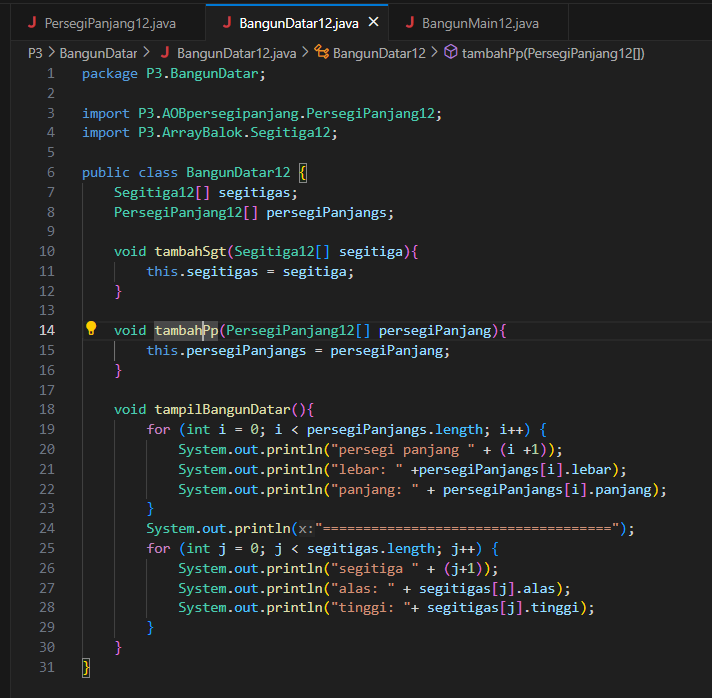 PersegiPanjang12.java BangunDatar12.java BangunMain12.java
P3 > BangunDatar > BangunDatar12.java > BangunDatar12 > tambahPp(PersegiPanjang12[])
1 package P3.BangunDatar;
2
3 import P3.AOBpersegipanjang.PersegiPanjang12;
4 import P3.ArrayBalok.Segitiga12;
5
6 public class BangunDatar12 {
7     Segitiga12[] segitigas;
8     PersegiPanjang12[] persegiPanjangs;
9
10     void tambahSgt(Segitiga12[] segitiga){
11         this.segitigas = segitiga;
12     }
13
14     void tambahPp(PersegiPanjang12[] persegiPanjang){
15         this.persegiPanjangs = persegiPanjang;
16     }
17
18     void tampilBangunDatar(){
19         for (int i = 0; i < persegiPanjangs.length; i++) {
20             System.out.println("persegi panjang " + (i +1));
21             System.out.println("lebar: " +persegiPanjangs[i].lebar);
22             System.out.println("panjang: " + persegiPanjangs[i].panjang);
23         }
24         System.out.println(x:"====================================");
25         for (int j = 0; j < segitigas.length; j++) {
26             System.out.println("segitiga " + (j+1));
27             System.out.println("alas: " + segitigas[j].alas);
28             System.out.println("tinggi: "+ segitigas[j].tinggi);
29         }
30     }
31 }